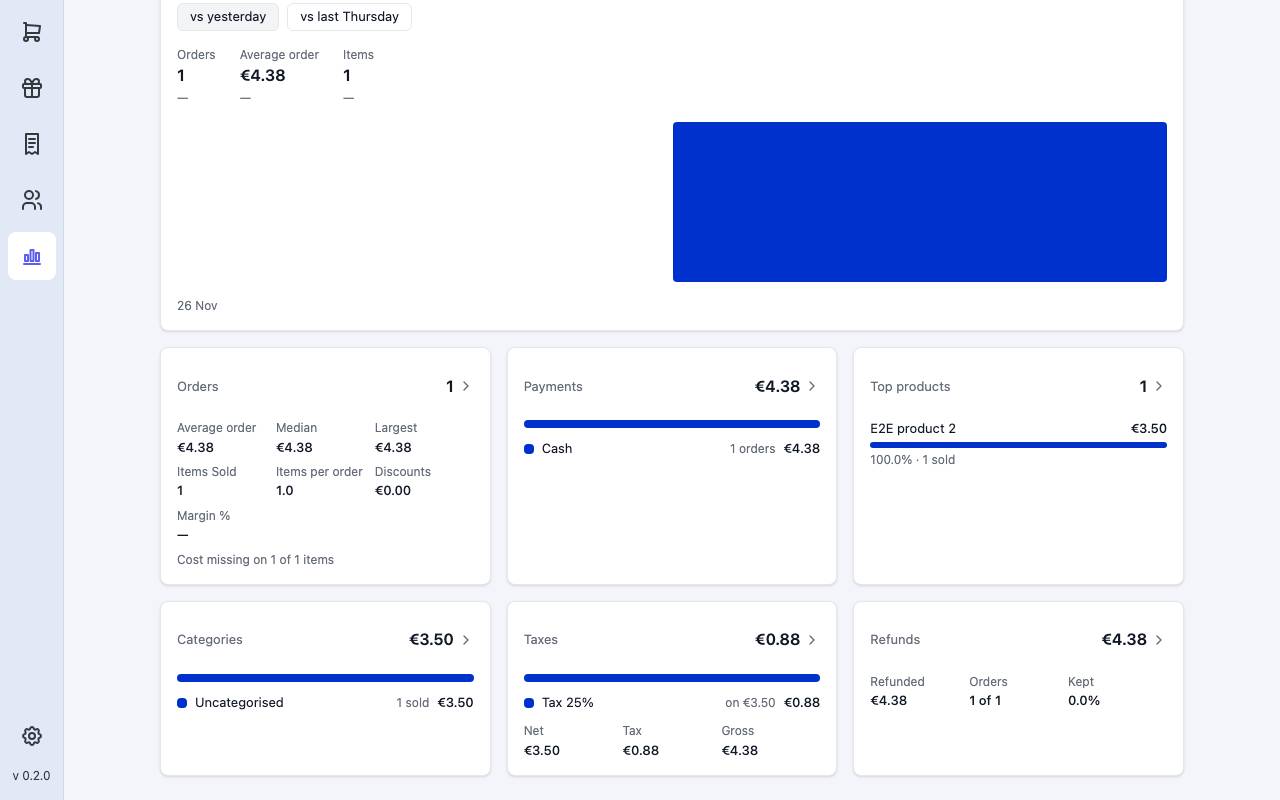 vs yesterday vs last Thursday
Orders Average order Items
1 €4.38 1
— — —
26 Nov
Orders 1
Average order Median Largest
€4.38 €4.38 €4.38
Items Sold Items per order Discounts
1 1.0 €0.00
Margin %
—
Cost missing on 1 of 1 items
Payments €4.38
Cash 1 orders €4.38
Top products 1
E2E product 2 €3.50
100.0% · 1 sold
Categories €3.50
Uncategorised 1 sold €3.50
Taxes €0.88
Tax 25% on €3.50 €0.88
Net Tax Gross
€3.50 €0.88 €4.38
Refunds €4.38
Refunded Orders Kept
€4.38 1 of 1 0.0%
v 0.2.0